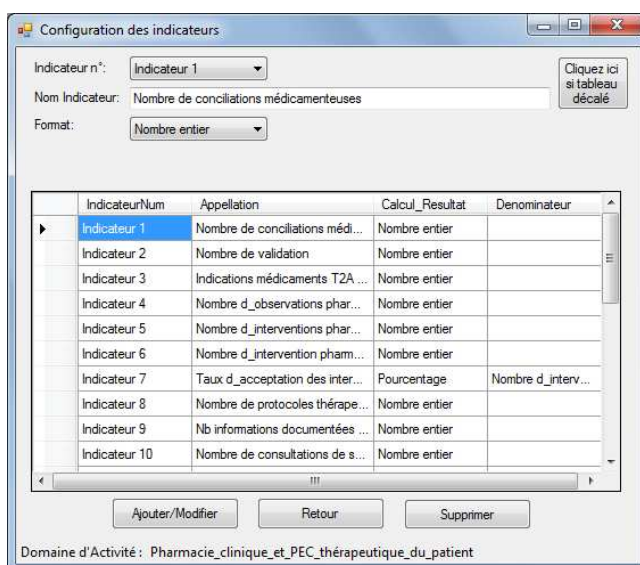 Configuration des indicateurs
Indicateur n°: Indicateur 1
Cliquez ici
si tableau
décalé
Nom Indicateur: Nombre de conciliations médicamenteuses
Format: Nombre entier
IndicateurNum Appellation Calcul_Resultat Denominateur
Indicateur 1 Nombre de conciliations médi... Nombre entier
Indicateur 2 Nombre de validation Nombre entier
Indicateur 3 Indications médicaments T2A ... Nombre entier
Indicateur 4 Nombre d_observations phar... Nombre entier
Indicateur 5 Nombre d_interventions phar... Nombre entier
Indicateur 6 Nombre d_intervention pharm... Nombre entier
Indicateur 7 Taux d_acceptation des inter... Pourcentage Nombre d_interv...
Indicateur 8 Nombre de protocoles thérape... Nombre entier
Indicateur 9 Nb informations documentées ... Nombre entier
Indicateur 10 Nombre de consultations de s... Nombre entier
Ajouter/Modifier Retour Supprimer
Domaine d'Activité : Pharmacie_clinique_et_PEC_thérapeutique_du_patient